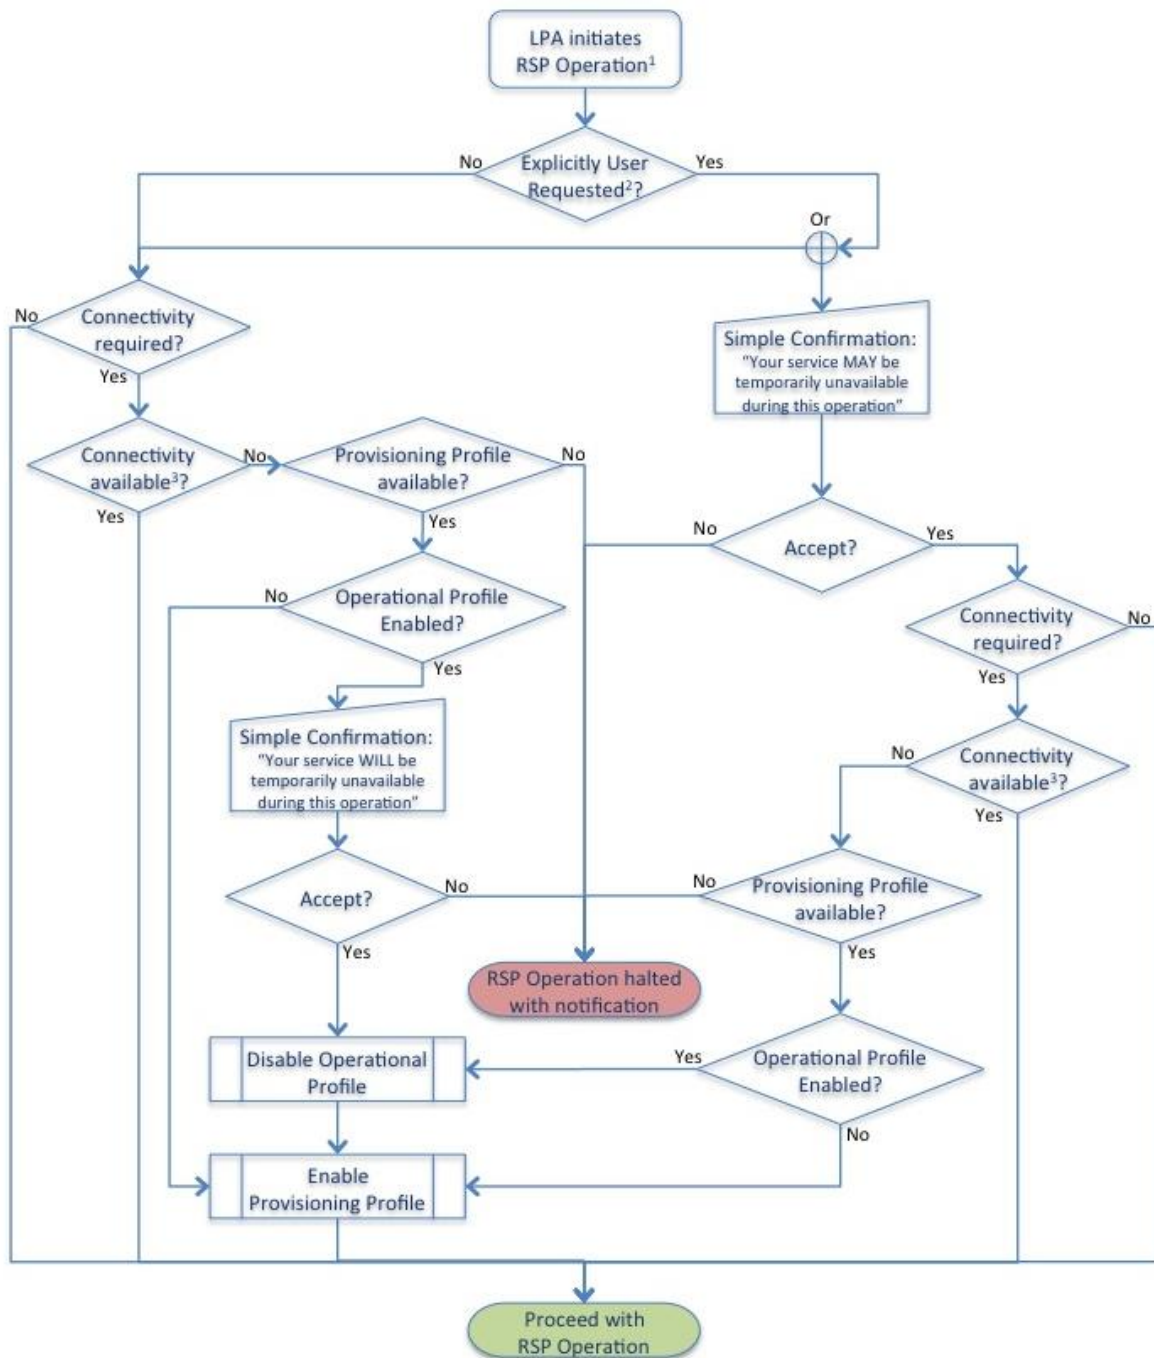 LPA initiates
RSP Operation¹
No
Explicitly User
Requested²?
Yes
Or
No
Connectivity
required?
Yes
Simple Confirmation:
"Your service MAY be
temporarily unavailable
during this operation"
Connectivity
available³?
No
Yes
Provisioning Profile
available?
No
Yes
No
Accept?
Yes
No
Operational Profile
Enabled?
Yes
Connectivity
required?
No
Yes
Simple Confirmation:
"Your service WILL be
temporarily unavailable
during this operation"
No
Connectivity
available³?
Yes
Accept?
No
Yes
No
Provisioning Profile
available?
Yes
RSP Operation halted
with notification
Disable Operational
Profile
Yes
Operational Profile
Enabled?
No
Enable
Provisioning Profile
Proceed with
RSP Operation